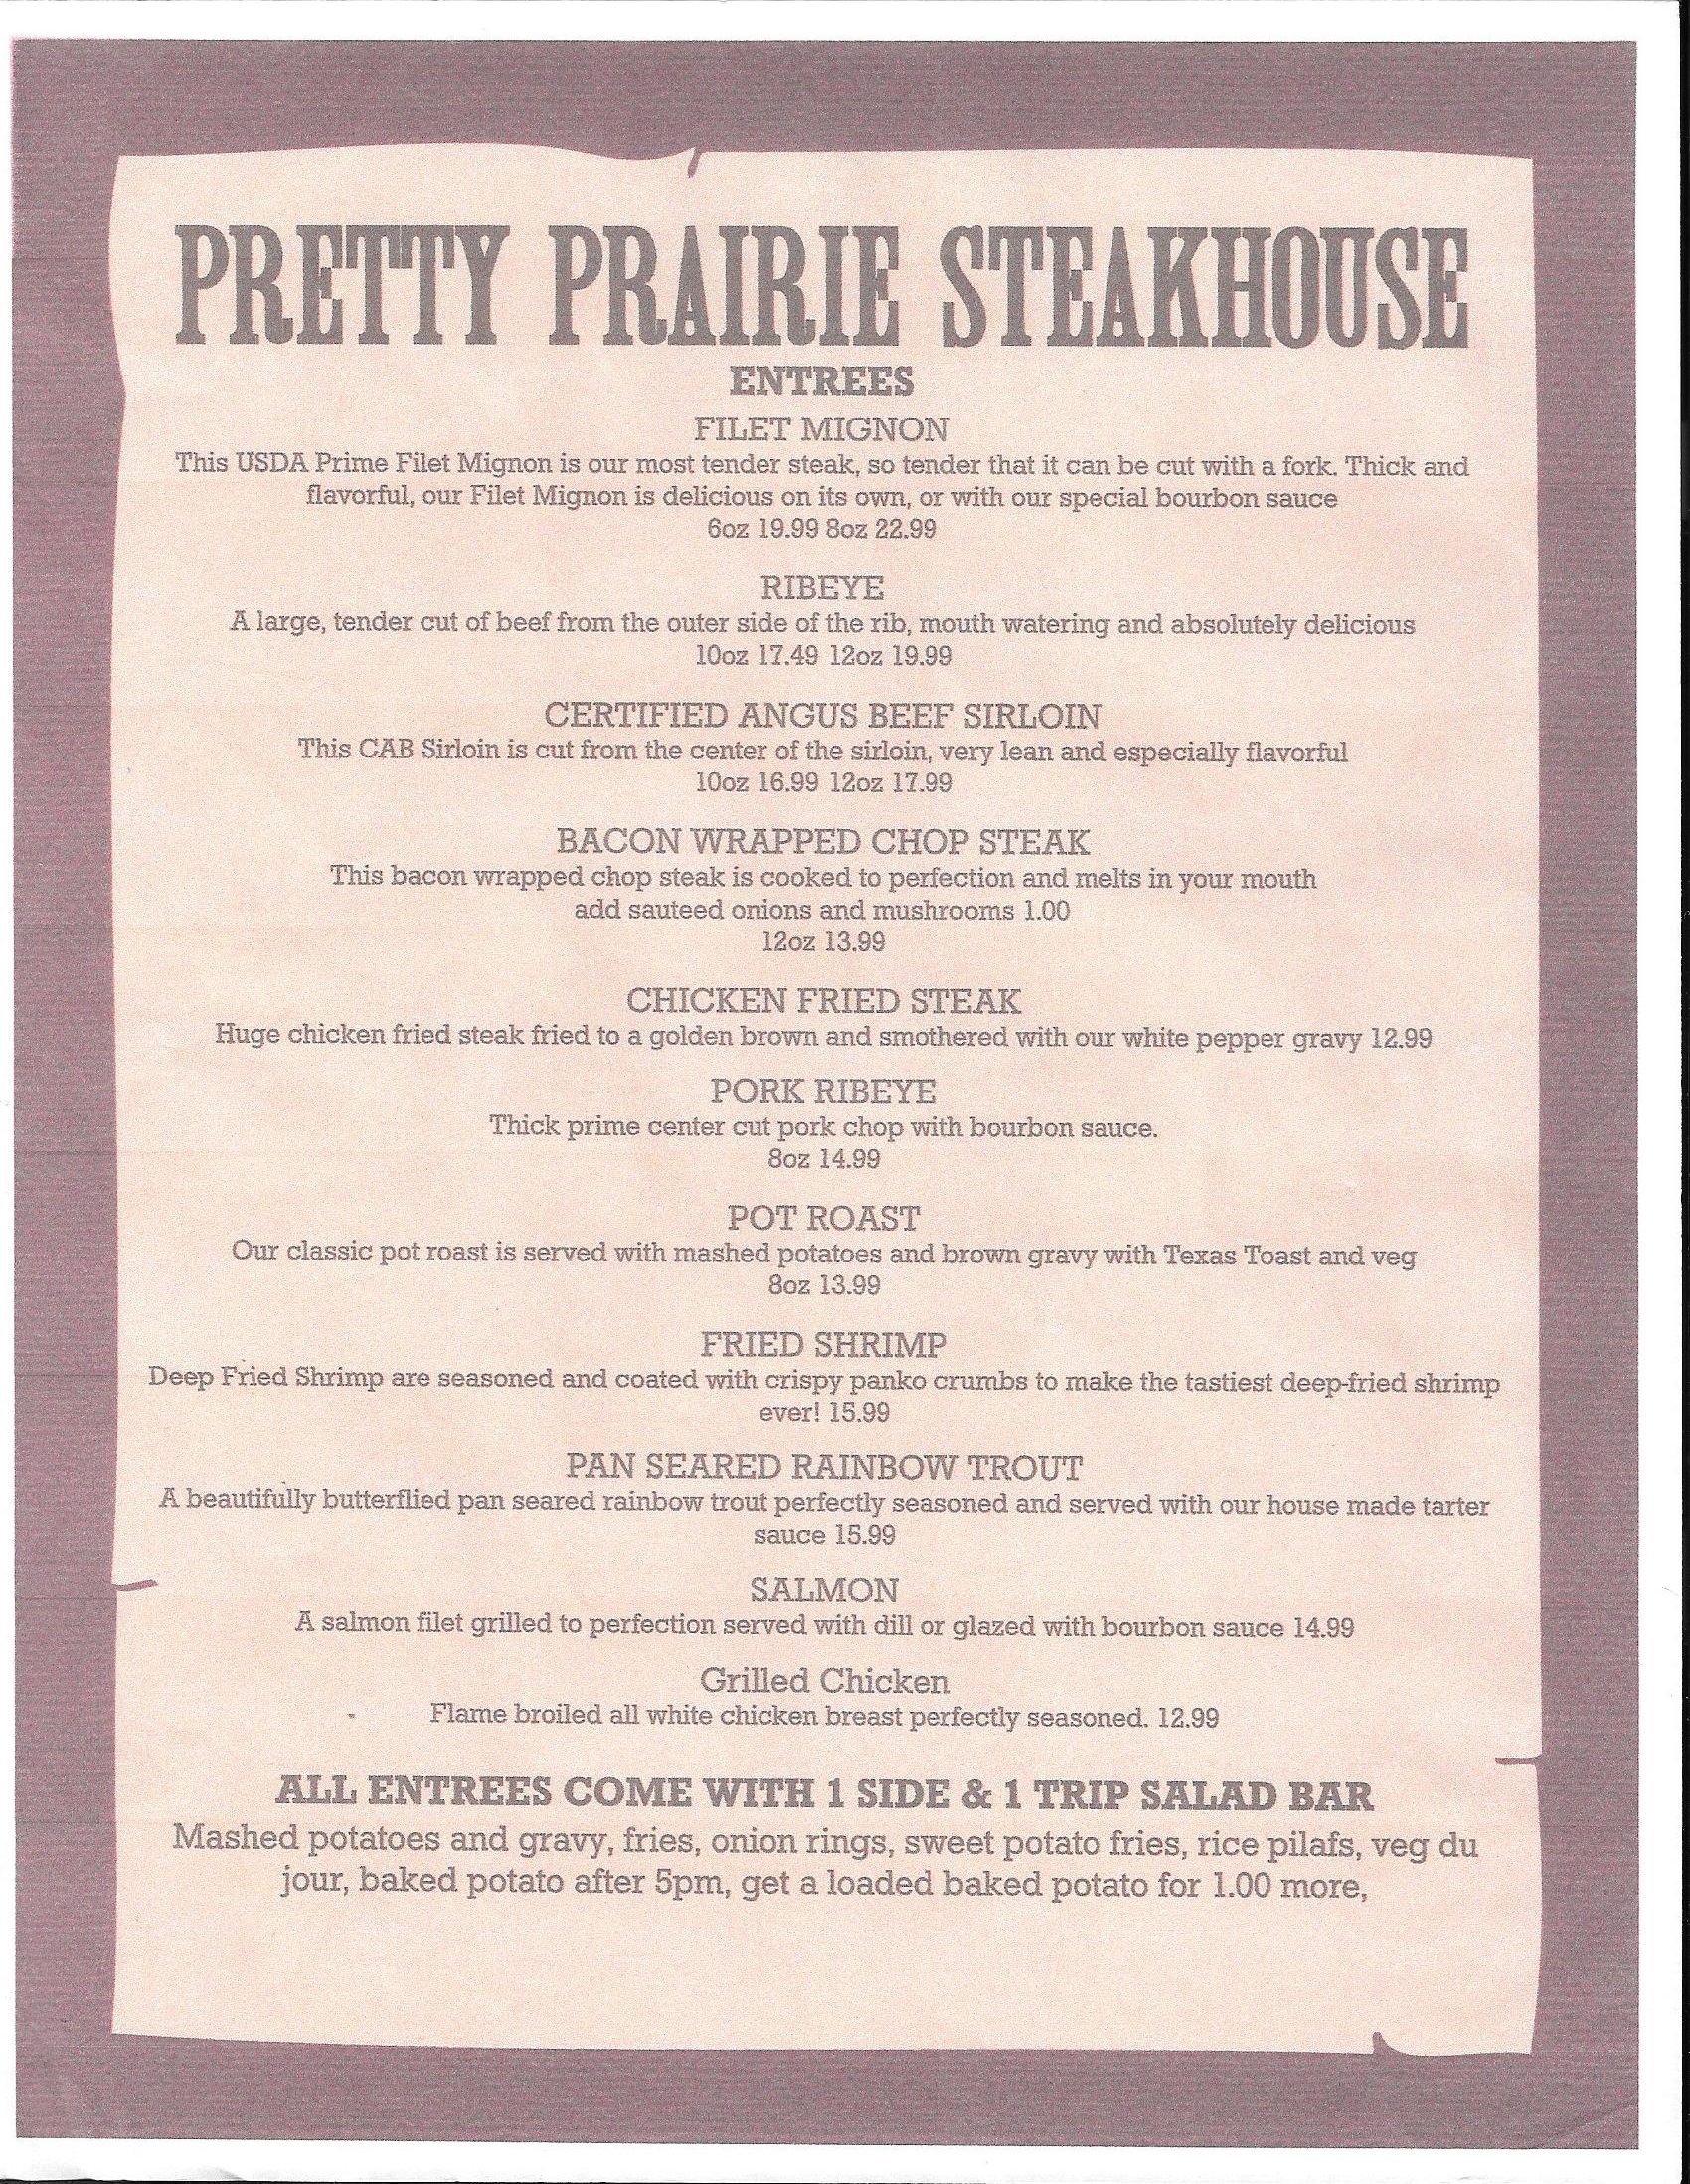 PRETTY PRAIRIE STEAKHOUSE
ENTREES
FILET MIGNON
This USDA Prime Filet Mignon is our most tender steak, so tender that it can be cut with a fork. Thick and
flavorful, our Filet Mignon is delicious on its own, or with our special bourbon sauce
6oz 19.99 8oz 22.99
RIBEYE
A large, tender cut of beef from the outer side of the rib, mouth watering and absolutely delicious
10oz 17.49 12oz 19.99
CERTIFIED ANGUS BEEF SIRLOIN
This CAB Sirloin is cut from the center of the sirloin, very lean and especially flavorful
10oz 16.99 12oz 17.99
BACON WRAPPED CHOP STEAK
This bacon wrapped chop steak is cooked to perfection and melts in your mouth
add sauteed onions and mushrooms 1.00
12oz 13.99
CHICKEN FRIED STEAK
Huge chicken fried steak fried to a golden brown and smothered with our white pepper gravy 12.99
PORK RIBEYE
Thick prime center cut pork chop with bourbon sauce.
8oz 14.99
POT ROAST
Our classic pot roast is served with mashed potatoes and brown gravy with Texas Toast and veg
8oz 13.99
FRIED SHRIMP
Deep Fried Shrimp are seasoned and coated with crispy panko crumbs to make the tastiest deep-fried shrimp
ever! 15.99
PAN SEARED RAINBOW TROUT
A beautifully butterflied pan seared rainbow trout perfectly seasoned and served with our house made tarter
sauce 15.99
SALMON
A salmon filet grilled to perfection served with dill or glazed with bourbon sauce 14.99
Grilled Chicken
Flame broiled all white chicken breast perfectly seasoned. 12.99
ALL ENTREES COME WITH 1 SIDE & 1 TRIP SALAD BAR
Mashed potatoes and gravy, fries, onion rings, sweet potato fries, rice pilafs, veg du
jour, baked potato after 5pm, get a loaded baked potato for 1.00 more,